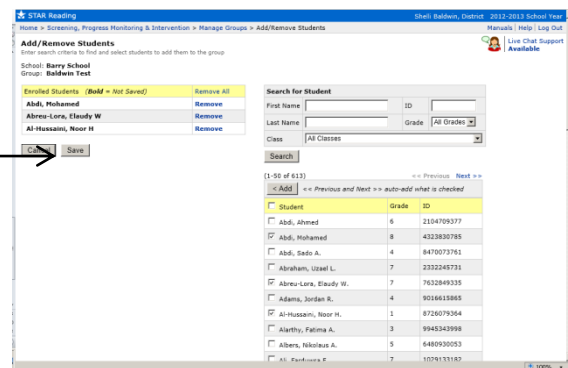 STAR Reading
Shelli Baldwin, District 2012-2013 School Year
Home > Screening, Progress Monitoring & Intervention > Manage Groups > Add/Remove Students
Manuals | Help | Log Out
Add/Remove Students
Enter search criteria to find and select students to add them to the group
Live Chat Support
Available
School: Barry School
Group: Baldwin Test
Enrolled Students (Bold = Not Saved) Remove All
Abdi, Mohamed Remove
Abreu-Lora, Elaudy W Remove
Al-Hussaini, Noor H Remove
Cancel Save
Search for Student
First Name ID
Last Name Grade All Grades
Class All Classes
Search
(1-50 of 613) << Previous Next >>
< Add << Previous and Next >> auto-add what is checked
Student Grade ID
Abdi, Ahmed 6 2104709377
Abdi, Mohamed 8 4323830785
Abdi, Sado A. 4 8470073761
Abraham, Uzael L. 7 2332245731
Abreu-Lora, Elaudy W. 7 7632849335
Adams, Jordan R. 4 9016615865
Al-Hussaini, Noor H. 1 8726079364
Alarthy, Fatima A. 3 9945343998
Albers, Nikolaus A. 5 6480930053
Ali, Farduwsa F. 7 1029133182
100%